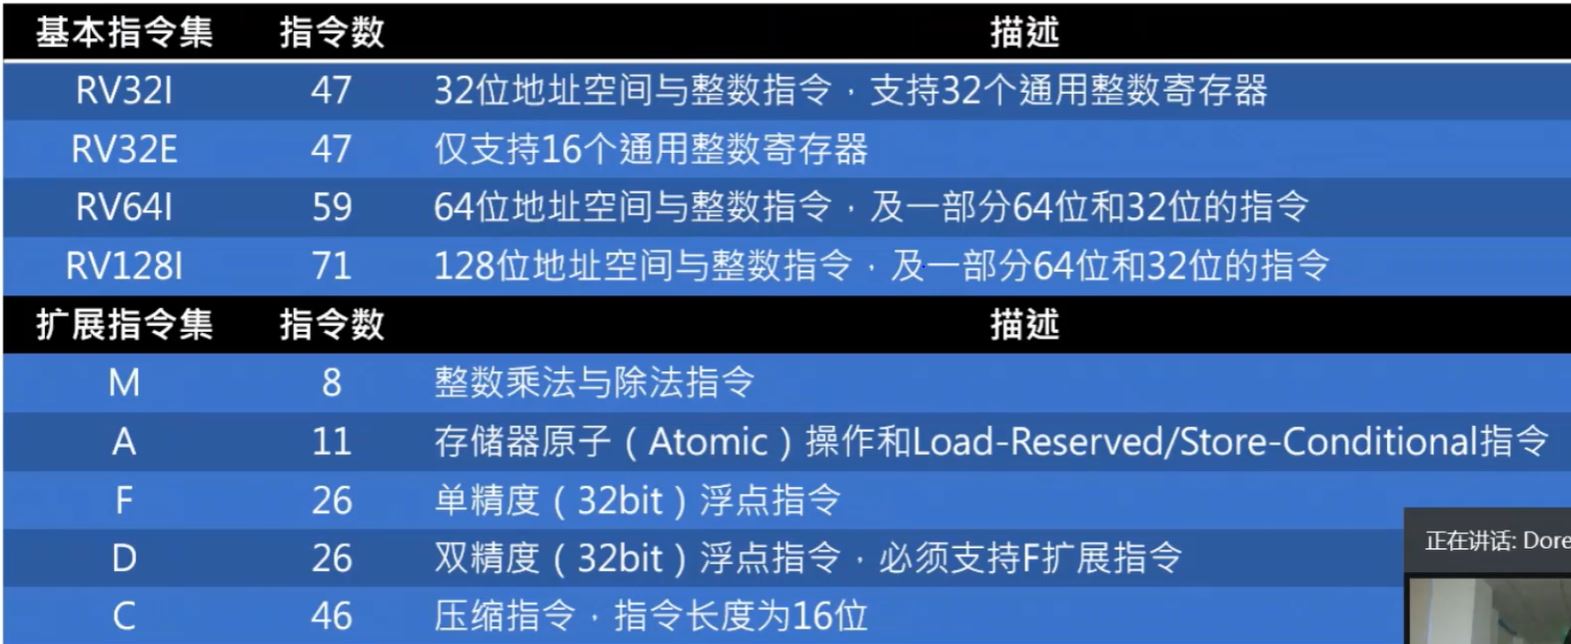 基本指令集 指令数 描述
RV32I 47 32位地址空间与整数指令，支持32个通用整数寄存器
RV32E 47 仅支持16个通用整数寄存器
RV64I 59 64位地址空间与整数指令，及一部分64位和32位的指令
RV128I 71 128位地址空间与整数指令，及一部分64位和32位的指令
扩展指令集 指令数 描述
M 8 整数乘法与除法指令
A 11 存储器原子（Atomic）操作和Load-Reserved/Store-Conditional指令
F 26 单精度（32bit）浮点指令
D 26 双精度（32bit）浮点指令，必须支持F扩展指令
C 46 压缩指令，指令长度为16位
正在讲话: Dore